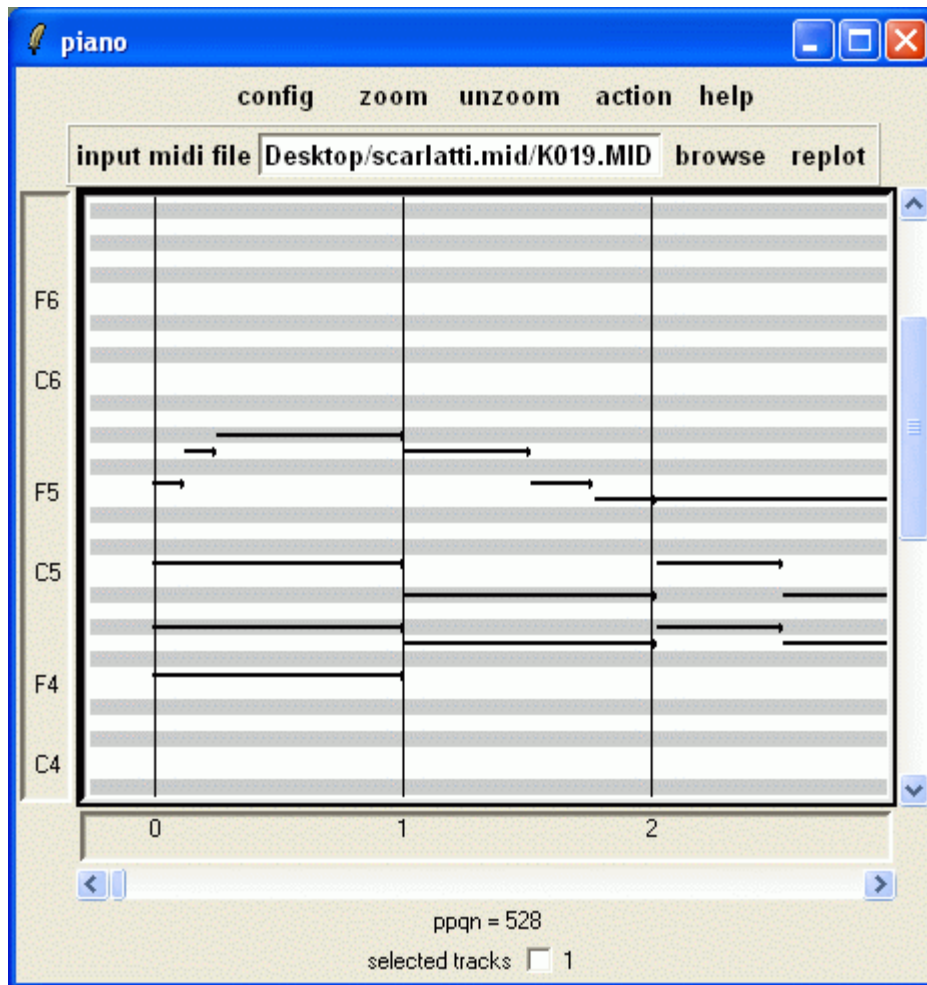 piano
config zoom unzoom action help
input midi file Desktop/scarlatti.mid/K019.MID browse replot
F6
C6
F5
C5
F4
C4
0 1 2
ppqn = 528
selected tracks 1